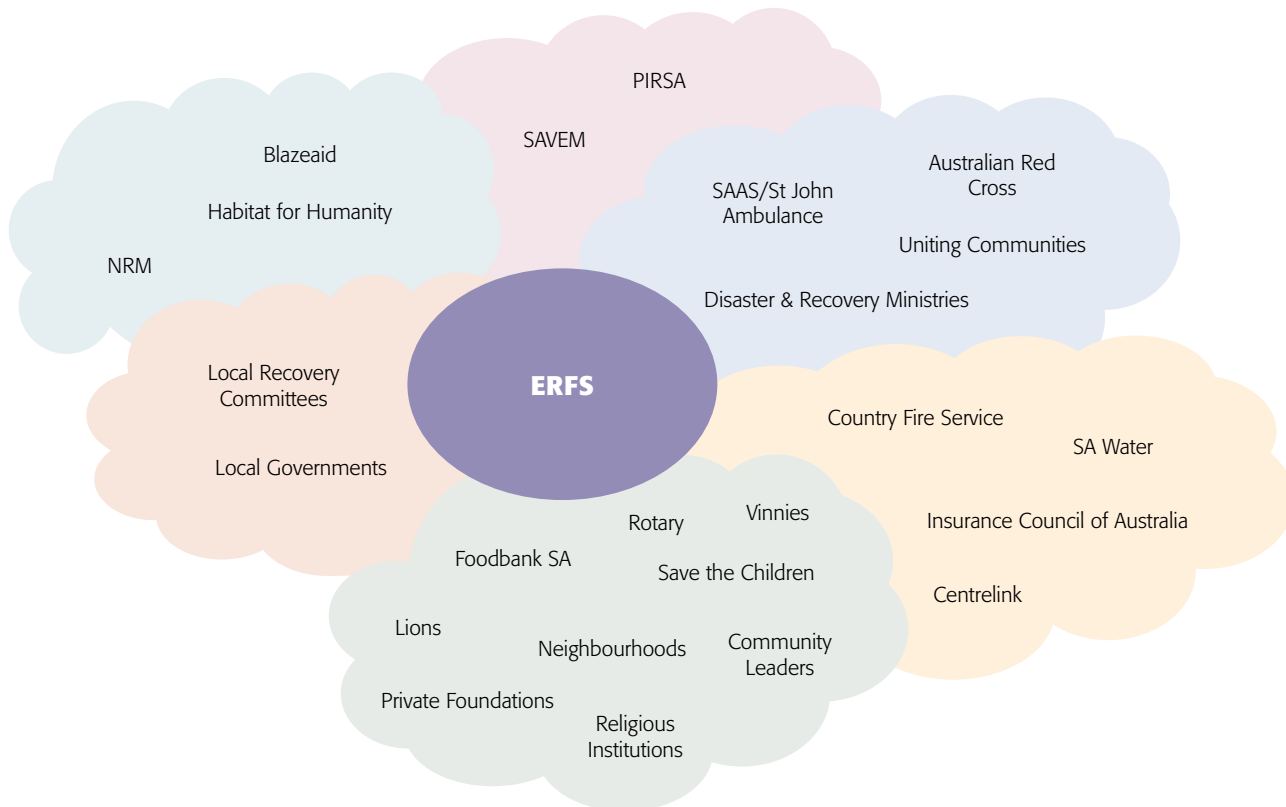 PIRSA
SAVEM
Blazeaid
Habitat for Humanity
NRM
SAAS/St John
Ambulance
Australian Red
Cross
Uniting Communities
Disaster & Recovery Ministries
Local Recovery
Committees
Local Governments
ERFS
Country Fire Service
SA Water
Insurance Council of Australia
Centrelink
Rotary
Vinnies
Foodbank SA
Save the Children
Lions
Neighbourhoods
Community
Leaders
Private Foundations
Religious
Institutions